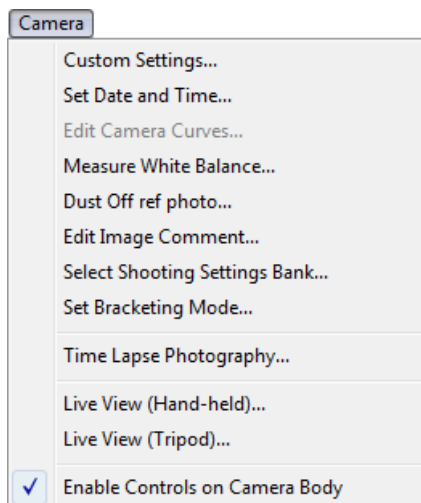 Camera
Custom Settings...
Set Date and Time...
Edit Camera Curves...
Measure White Balance...
Dust Off ref photo...
Edit Image Comment...
Select Shooting Settings Bank...
Set Bracketing Mode...
Time Lapse Photography...
Live View (Hand-held)...
Live View (Tripod)...
Enable Controls on Camera Body